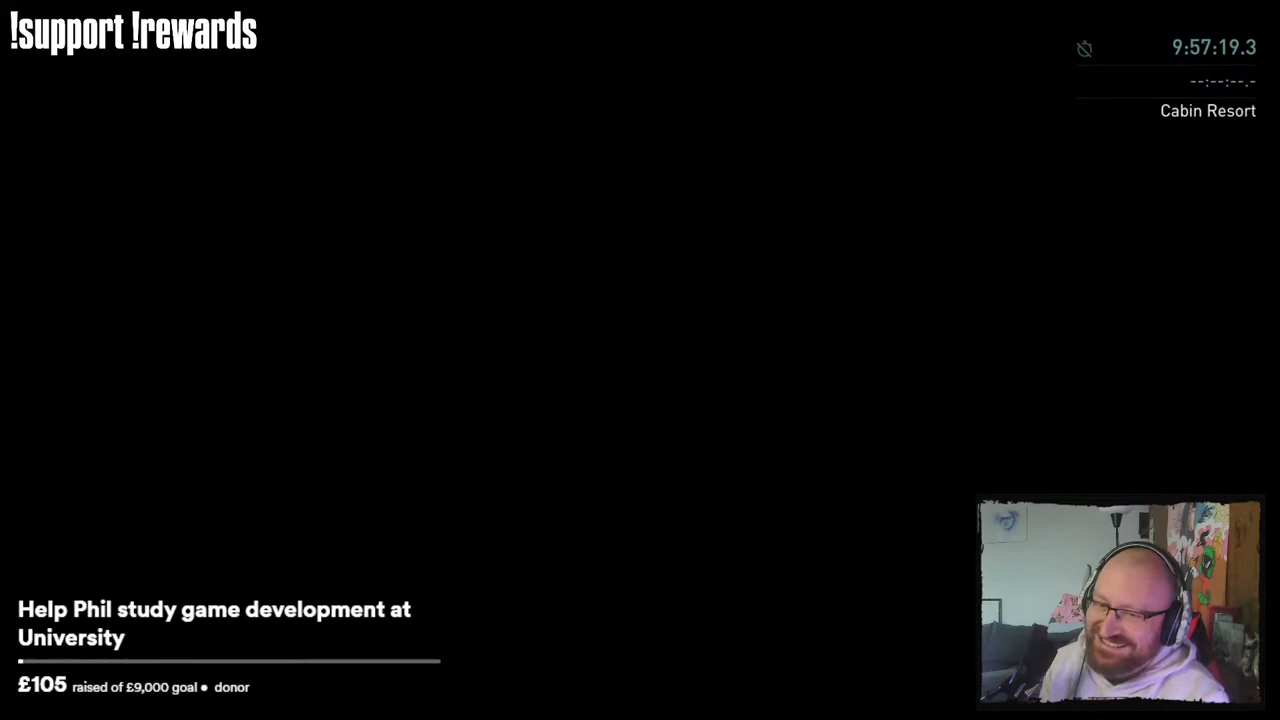 !support !rewards
9:57:19.3
--:--:--.-
Cabin Resort
Help Phil study game development at
University
£105 raised of £9,000 goal • donor